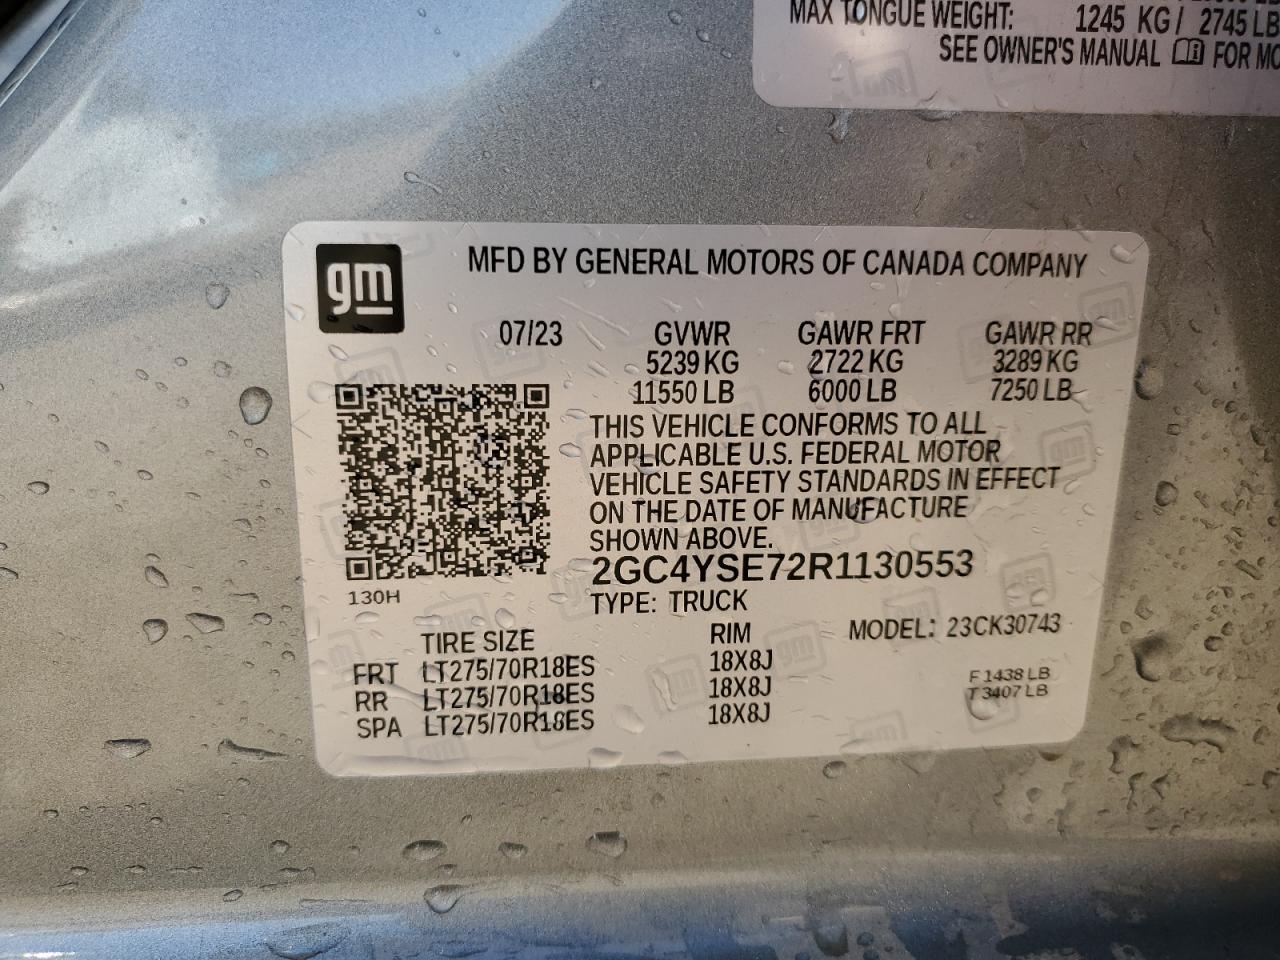 MAX TONGUE WEIGHT: 1245 KG / 2745 LB
SEE OWNER'S MANUAL FOR
gm
MFD BY GENERAL MOTORS OF CANADA COMPANY
07/23 GVWR GAWR FRT GAWR RR
5239 KG 2722 KG 3289 KG
11550 LB 6000 LB 7250 LB
THIS VEHICLE CONFORMS TO ALL
APPLICABLE U.S. FEDERAL MOTOR
VEHICLE SAFETY STANDARDS IN EFFECT
ON THE DATE OF MANUFACTURE
SHOWN ABOVE.
2GC4YSE72R1130553
130H
TYPE: TRUCK
TIRE SIZE RIM MODEL: 23CK30743
FRT LT275/70R18ES 18X8J
RR LT275/70R18ES 18X8J
SPA LT275/70R18ES 18X8J
F 1438 LB
T 3407 LB